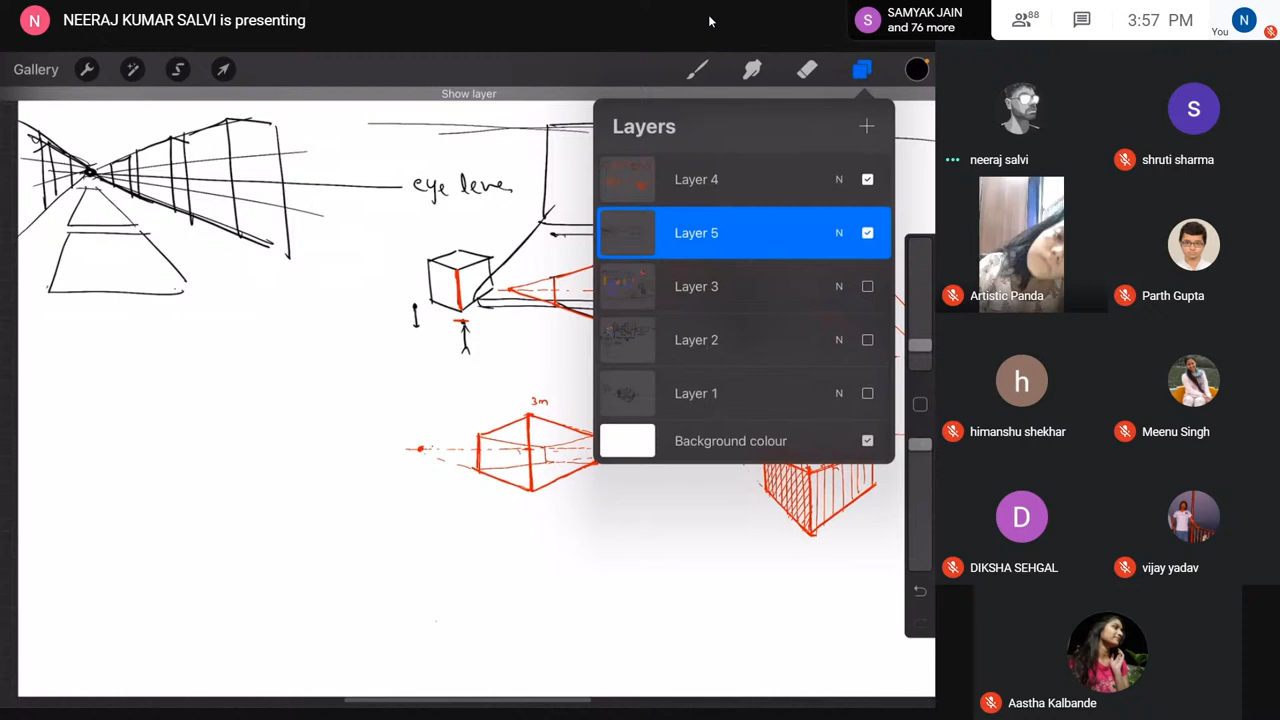 N
NEERAJ KUMAR SALVI is presenting
S
SAMYAK JAIN
and 76 more
88
3:57 PM
You
N
Gallery
Show layer
Layers
Layer 4
N
Layer 5
N
Layer 3
N
Layer 2
N
Layer 1
N
Background colour
eye level
3m
neeraj salvi
S
shruti sharma
Artistic Panda
Parth Gupta
h
himanshu shekhar
Meenu Singh
D
DIKSHA SEHGAL
vijay yadav
Aastha Kalbande